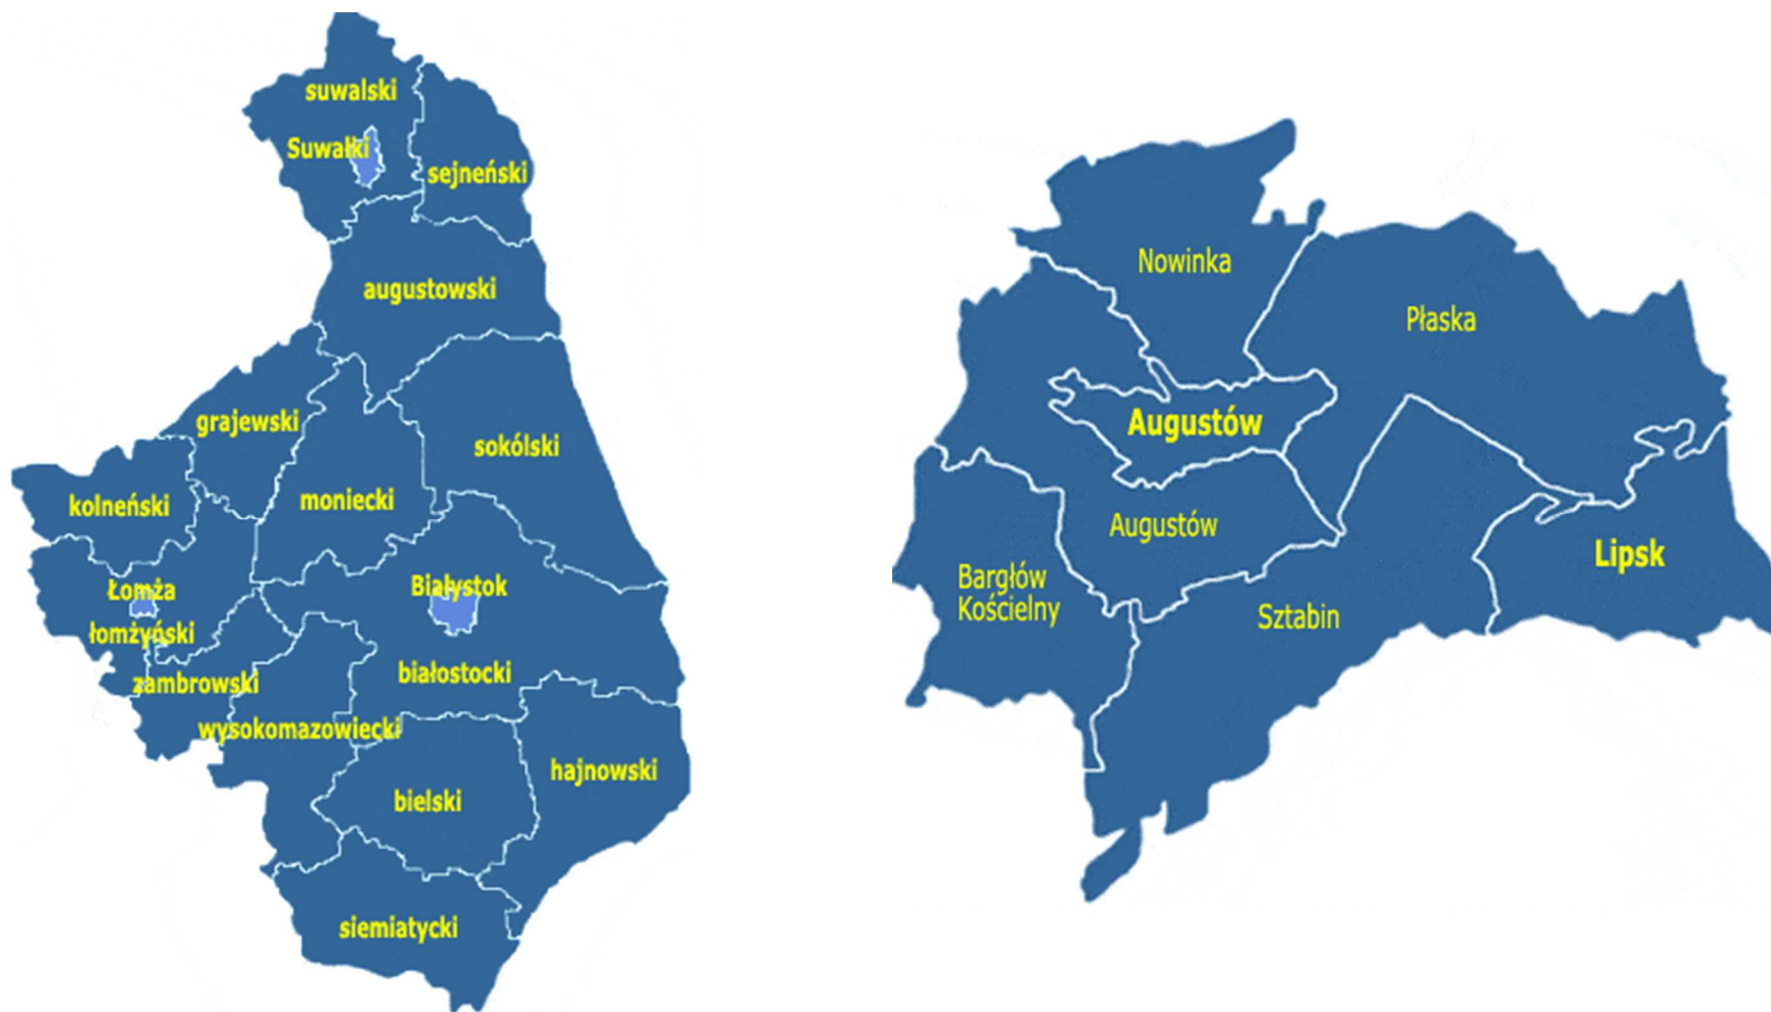 suwalski
Suwałki
sejneński
augustowski
grajewski
sokólski
kolneński
moniecki
Łomża
Białystok
łomżyński
białostocki
zambrowski
wysokomazowiecki
hajnowski
bielski
siemiatycki
Nowinka
Płaska
Augustów
Augustów
Lipsk
Bargłów
Kościelny
Sztabin